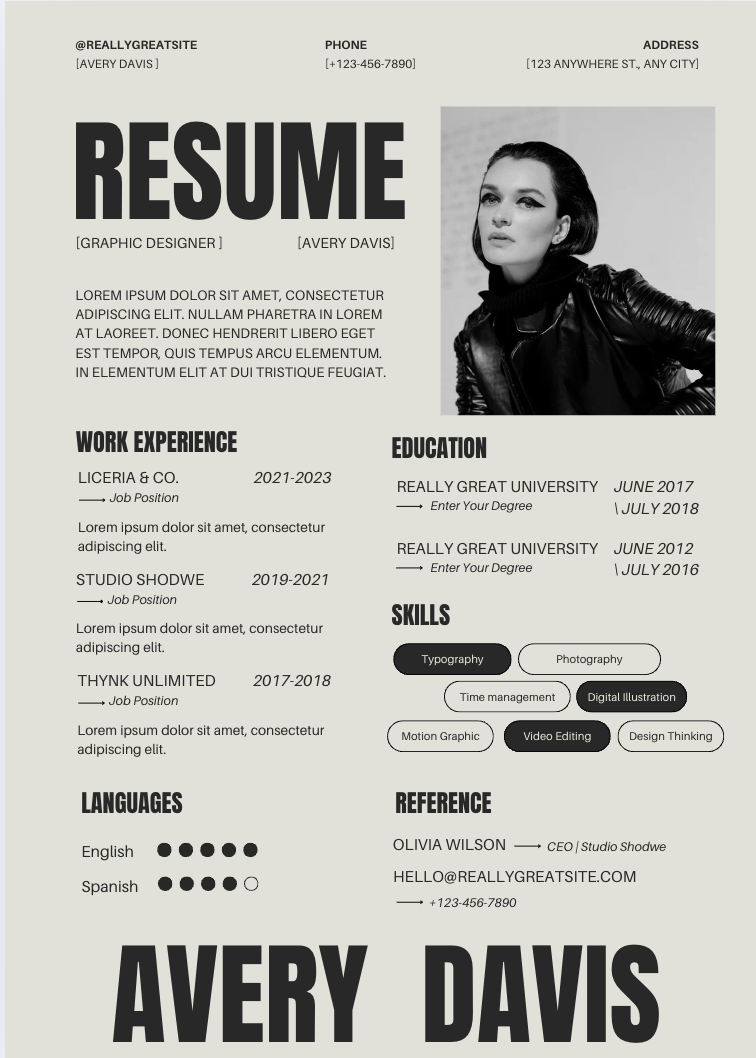 @REALLYGREATSITE
[AVERY DAVIS ]
PHONE
[+123-456-7890]
ADDRESS
[123 ANYWHERE ST., ANY CITY]
RESUME
[GRAPHIC DESIGNER ]
[AVERY DAVIS]
LOREM IPSUM DOLOR SIT AMET, CONSECTETUR
ADIPISCING ELIT. NULLAM PHARETRA IN LOREM
AT LAOREET. DONEC HENDRERIT LIBERO EGET
EST TEMPOR, QUIS TEMPUS ARCU ELEMENTUM.
IN ELEMENTUM ELIT AT DUI TRISTIQUE FEUGIAT.
WORK EXPERIENCE
LICERIA & CO. 2021-2023
Job Position
Lorem ipsum dolor sit amet, consectetur
adipiscing elit.
STUDIO SHODWE 2019-2021
Job Position
Lorem ipsum dolor sit amet, consectetur
adipiscing elit.
THYNK UNLIMITED 2017-2018
Job Position
Lorem ipsum dolor sit amet, consectetur
adipiscing elit.
EDUCATION
REALLY GREAT UNIVERSITY JUNE 2017
Enter Your Degree \ JULY 2018
REALLY GREAT UNIVERSITY JUNE 2012
Enter Your Degree \ JULY 2016
SKILLS
Typography Photography
Time management Digital Illustration
Motion Graphic Video Editing Design Thinking
LANGUAGES
English
Spanish
REFERENCE
OLIVIA WILSON CEO | Studio Shodwe
HELLO@REALLYGREATSITE.COM
+123-456-7890
AVERY DAVIS